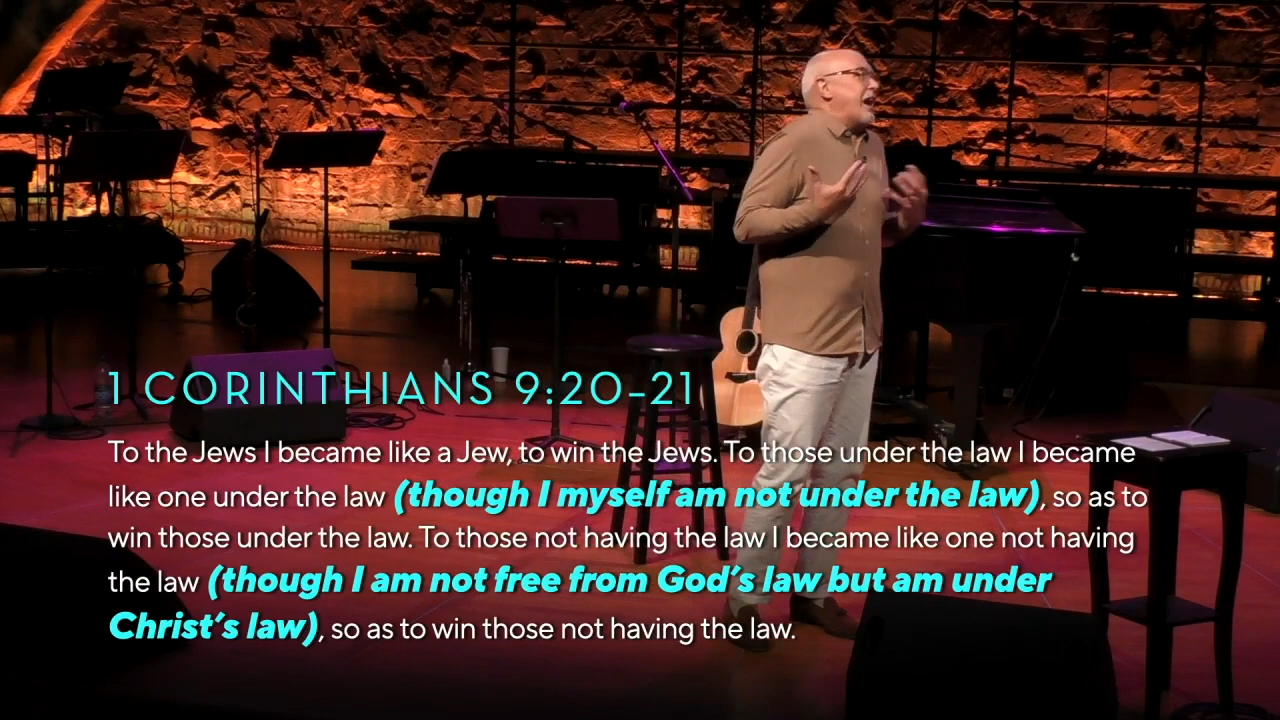 1 CORINTHIANS 9:20-21
To the Jews I became like a Jew, to win the Jews. To those under the law I became
like one under the law (though I myself am not under the law), so as to
win those under the law. To those not having the law I became like one not having
the law (though I am not free from God's law but am under
Christ's law), so as to win those not having the law.